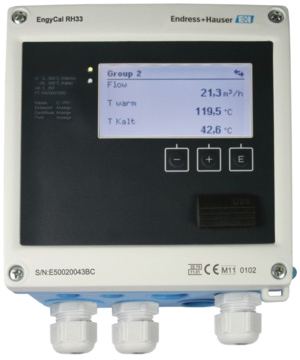 EngyCal RH33
Endress+Hauser EH
Group 2
Flow
21,3 m³/h
T warm
119,5 °C
T Kalt
42,6 °C
− + E
S/N:E50020043BC
CE M11 0102